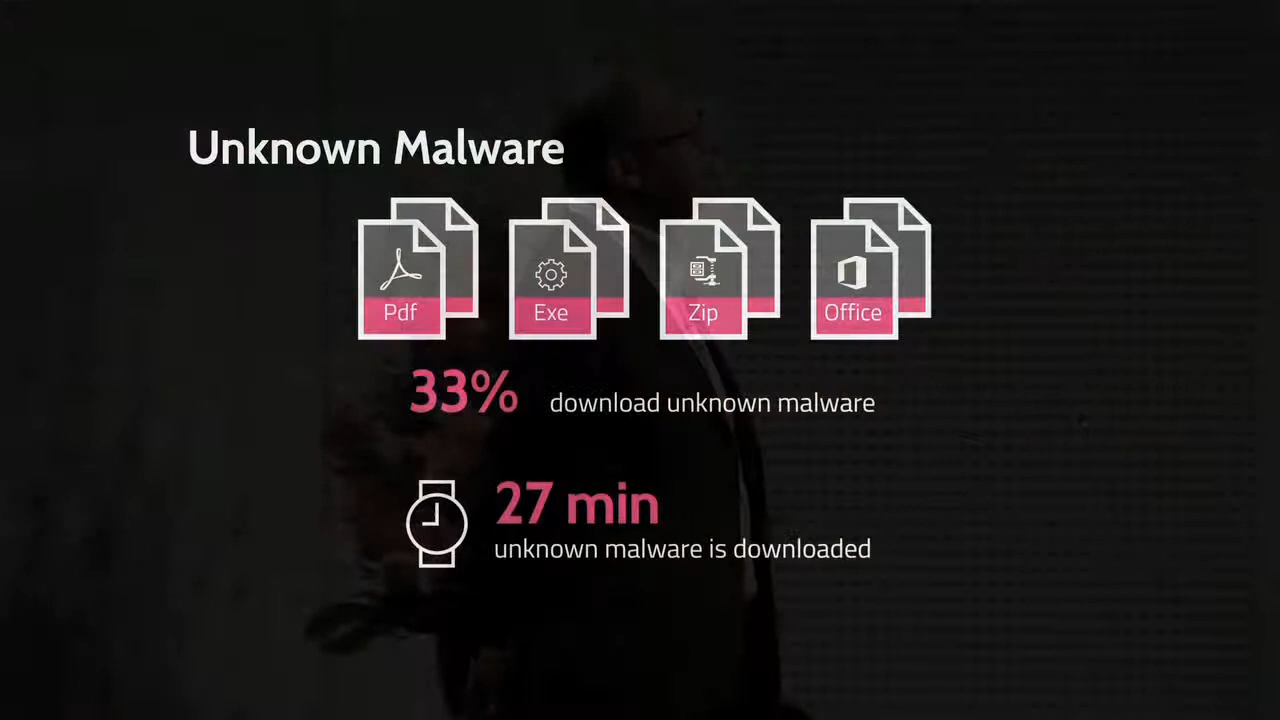 Unknown Malware
Pdf
Exe
Zip
Office
33% download unknown malware
27 min
unknown malware is downloaded